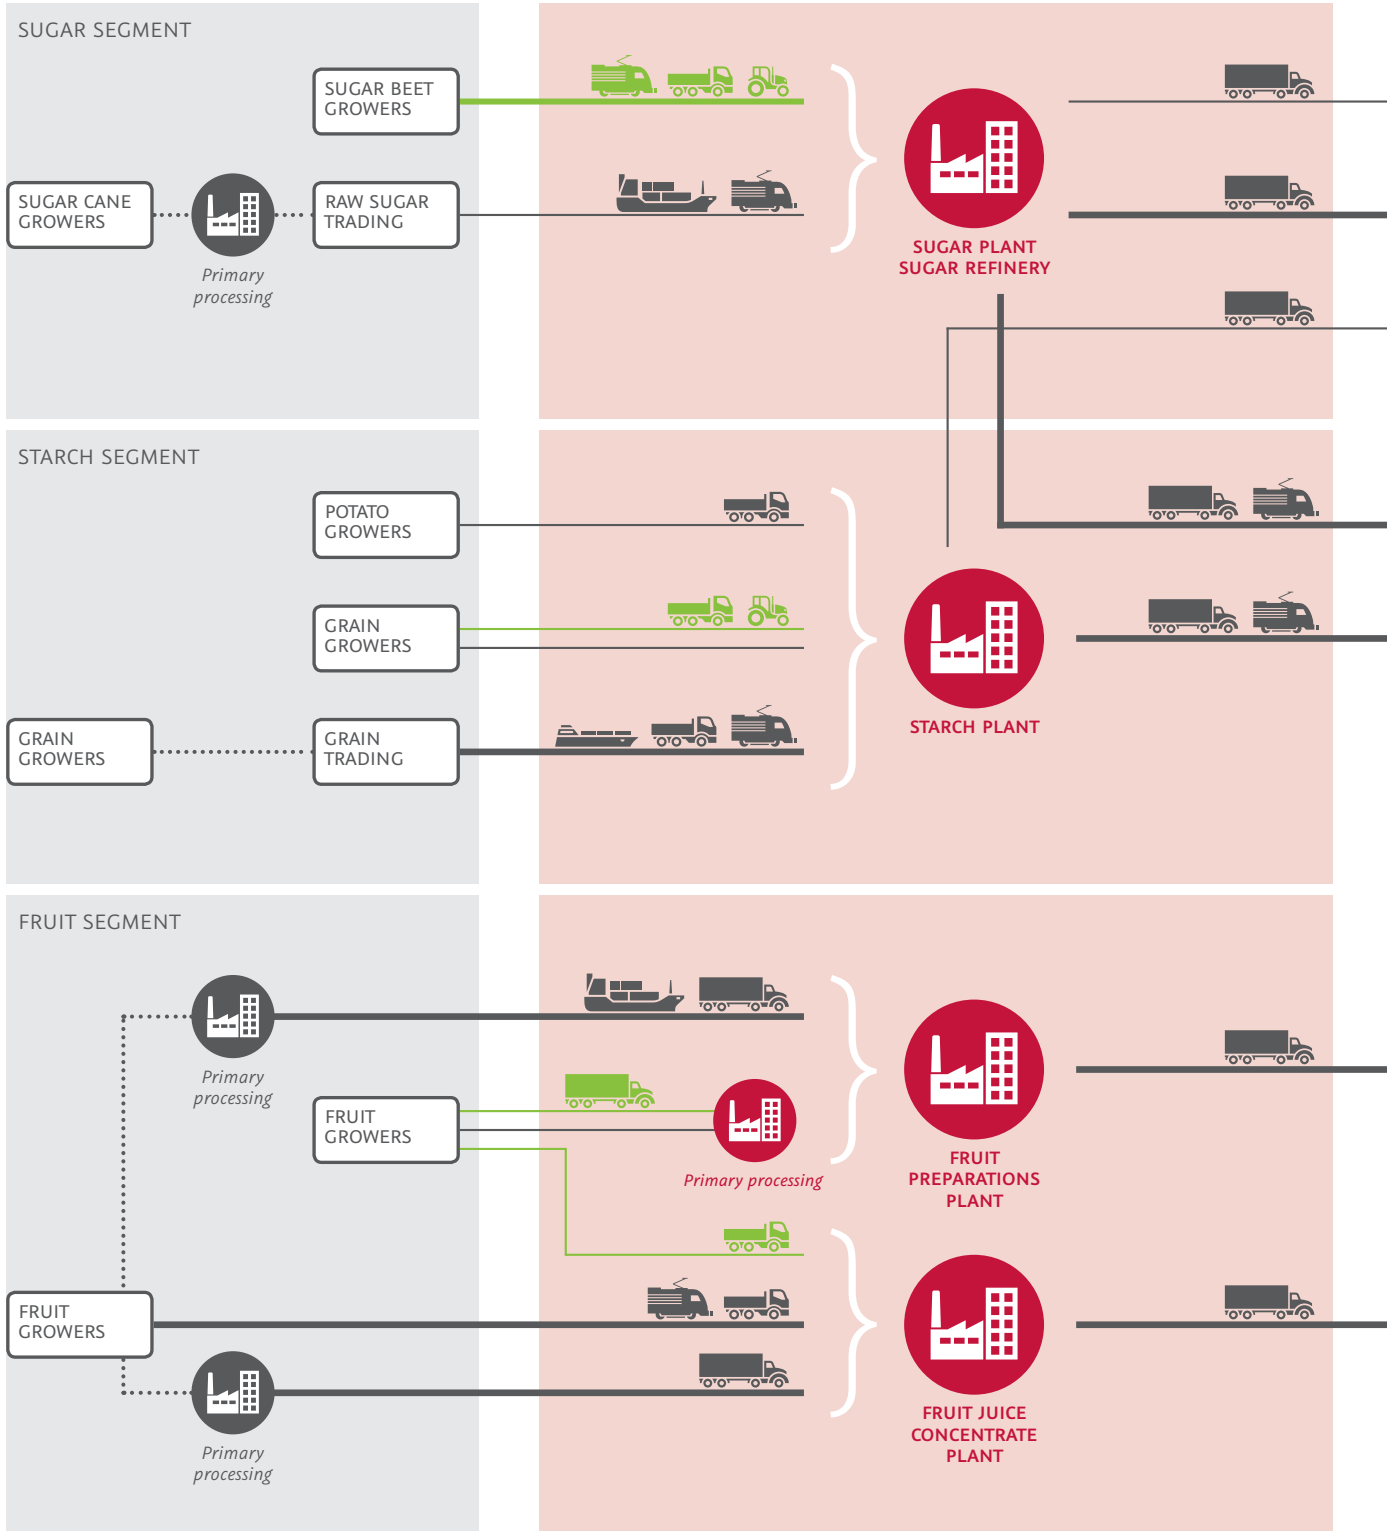 SUGAR SEGMENT
SUGAR BEET
GROWERS
SUGAR CANE
GROWERS
Primary
processing
RAW SUGAR
TRADING
SUGAR PLANT
SUGAR REFINERY
STARCH SEGMENT
POTATO
GROWERS
GRAIN
GROWERS
GRAIN
GROWERS
GRAIN
TRADING
STARCH PLANT
FRUIT SEGMENT
Primary
processing
FRUIT
GROWERS
Primary processing
FRUIT
PREPARATIONS
PLANT
FRUIT
GROWERS
Primary
processing
FRUIT JUICE
CONCENTRATE
PLANT